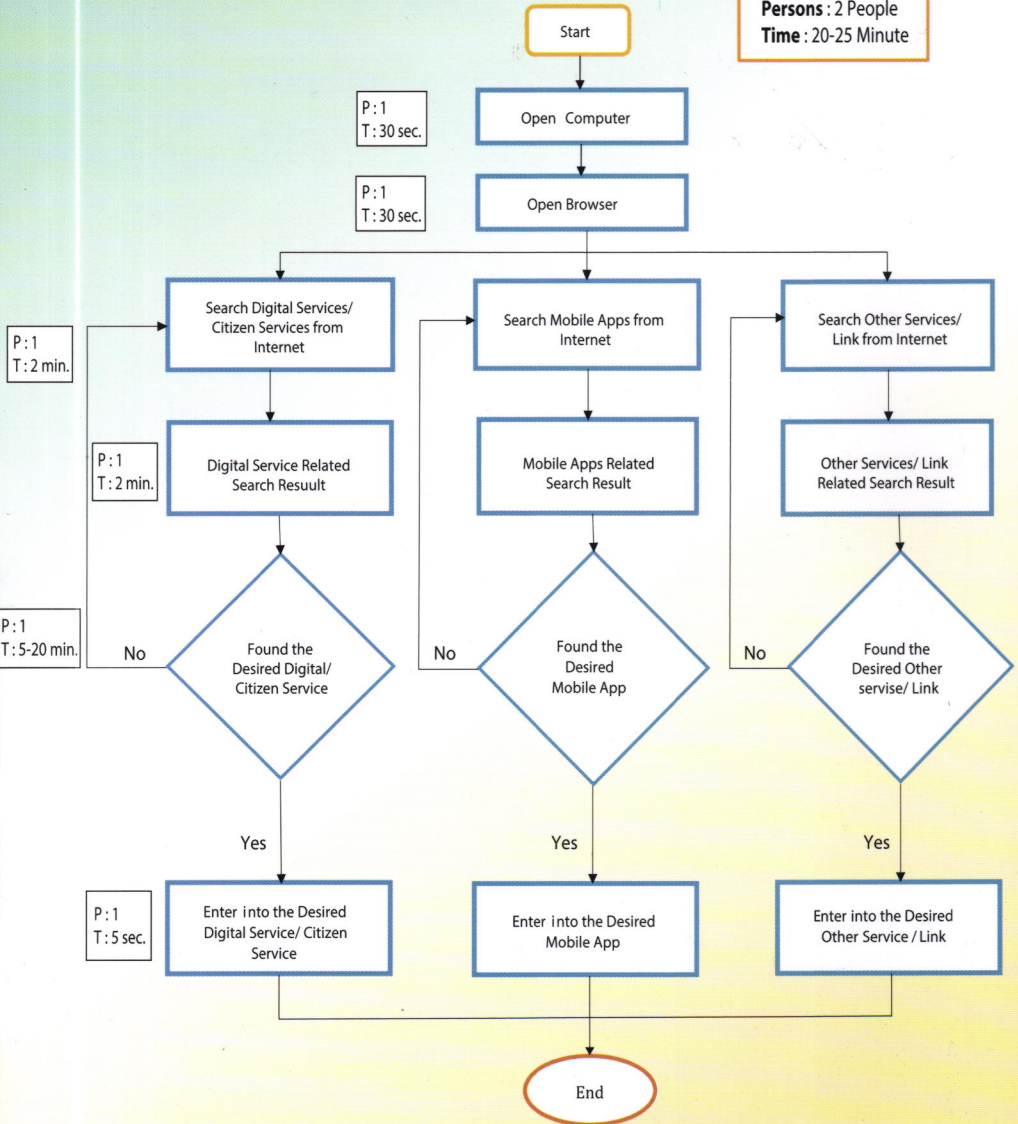 Persons : 2 People
Time : 20-25 Minute
Start
P : 1
T : 30 sec.
Open Computer
P : 1
T : 30 sec.
Open Browser
Search Digital Services/
Citizen Services from
Internet
Search Mobile Apps from
Internet
Search Other Services/
Link from Internet
P : 1
T : 2 min.
P : 1
T : 2 min.
Digital Service Related
Search Resuult
Mobile Apps Related
Search Result
Other Services/ Link
Related Search Result
P : 1
T : 5-20 min.
No
Found the
Desired Digital/
Citizen Service
No
Found the
Desired
Mobile App
No
Found the
Desired Other
servise/ Link
Yes
Yes
Yes
P : 1
T : 5 sec.
Enter into the Desired
Digital Service/ Citizen
Service
Enter into the Desired
Mobile App
Enter into the Desired
Other Service / Link
End